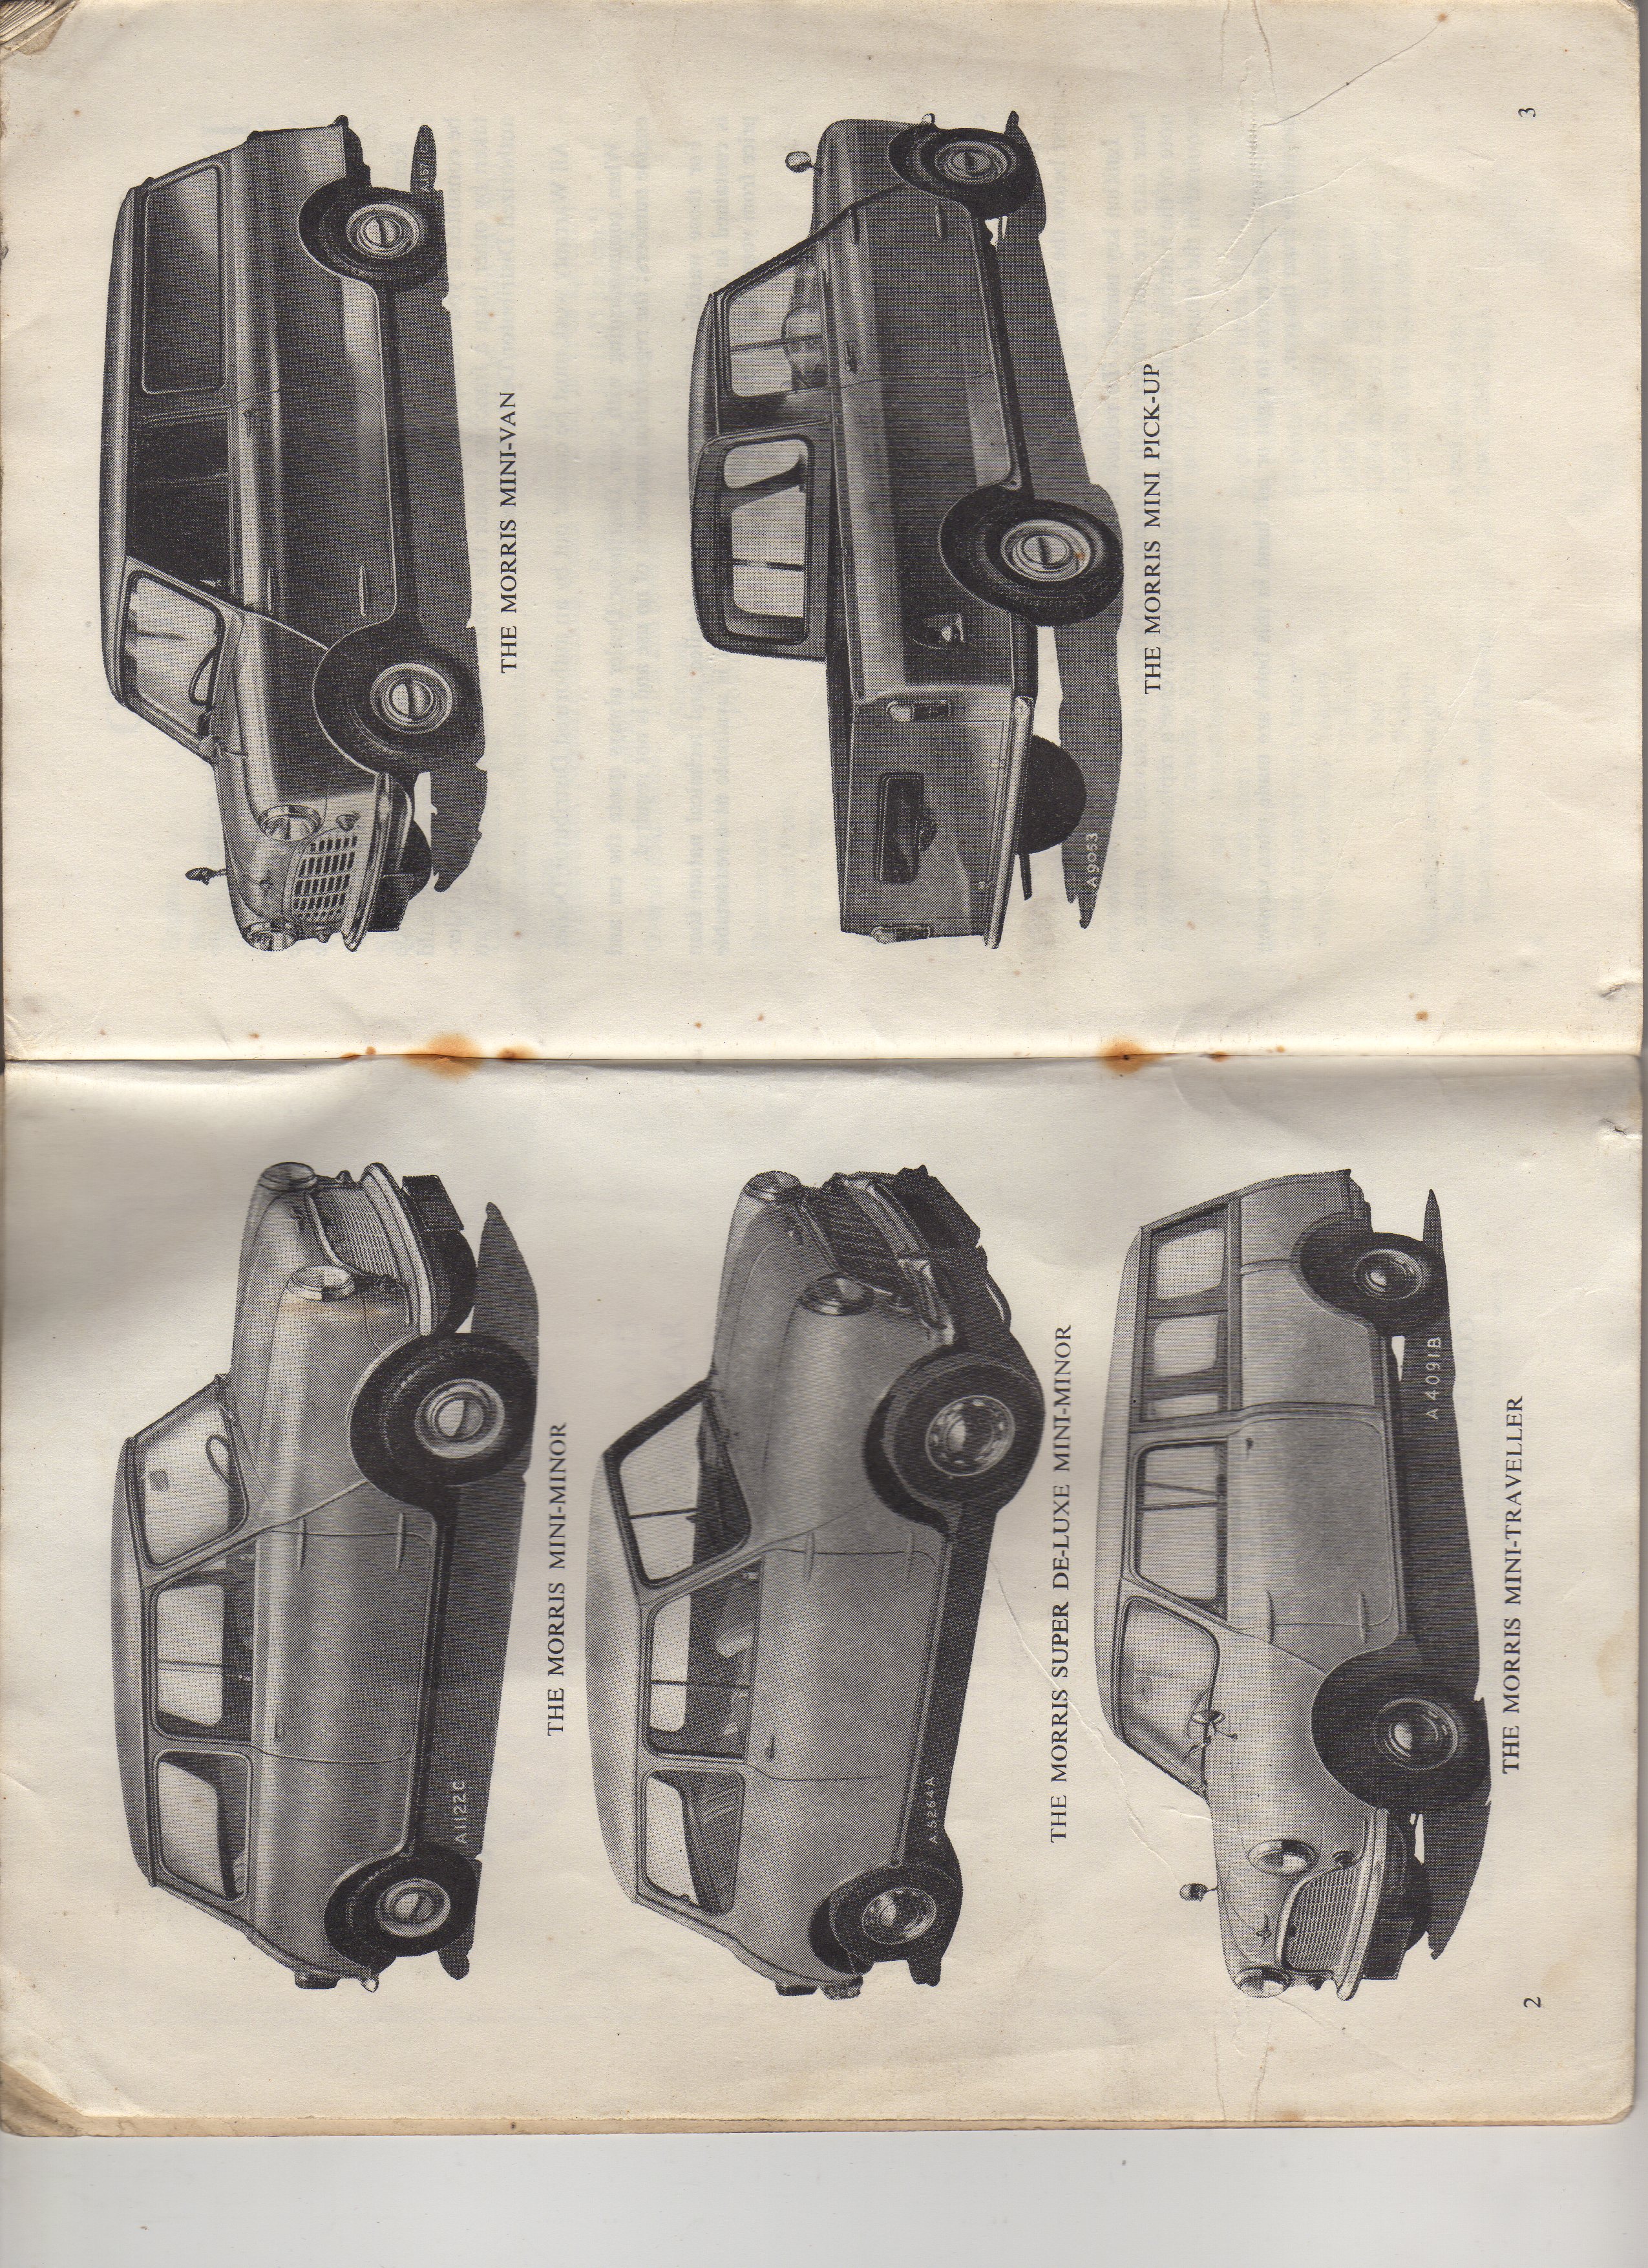 A1122C
THE MORRIS MINI-MINOR
A.5264A
THE MORRIS SUPER DE-LUXE MINI-MINOR
A 4091B
THE MORRIS MINI-TRAVELLER
2
A.1571.C
THE MORRIS MINI-VAN
A9053
THE MORRIS MINI PICK-UP
3